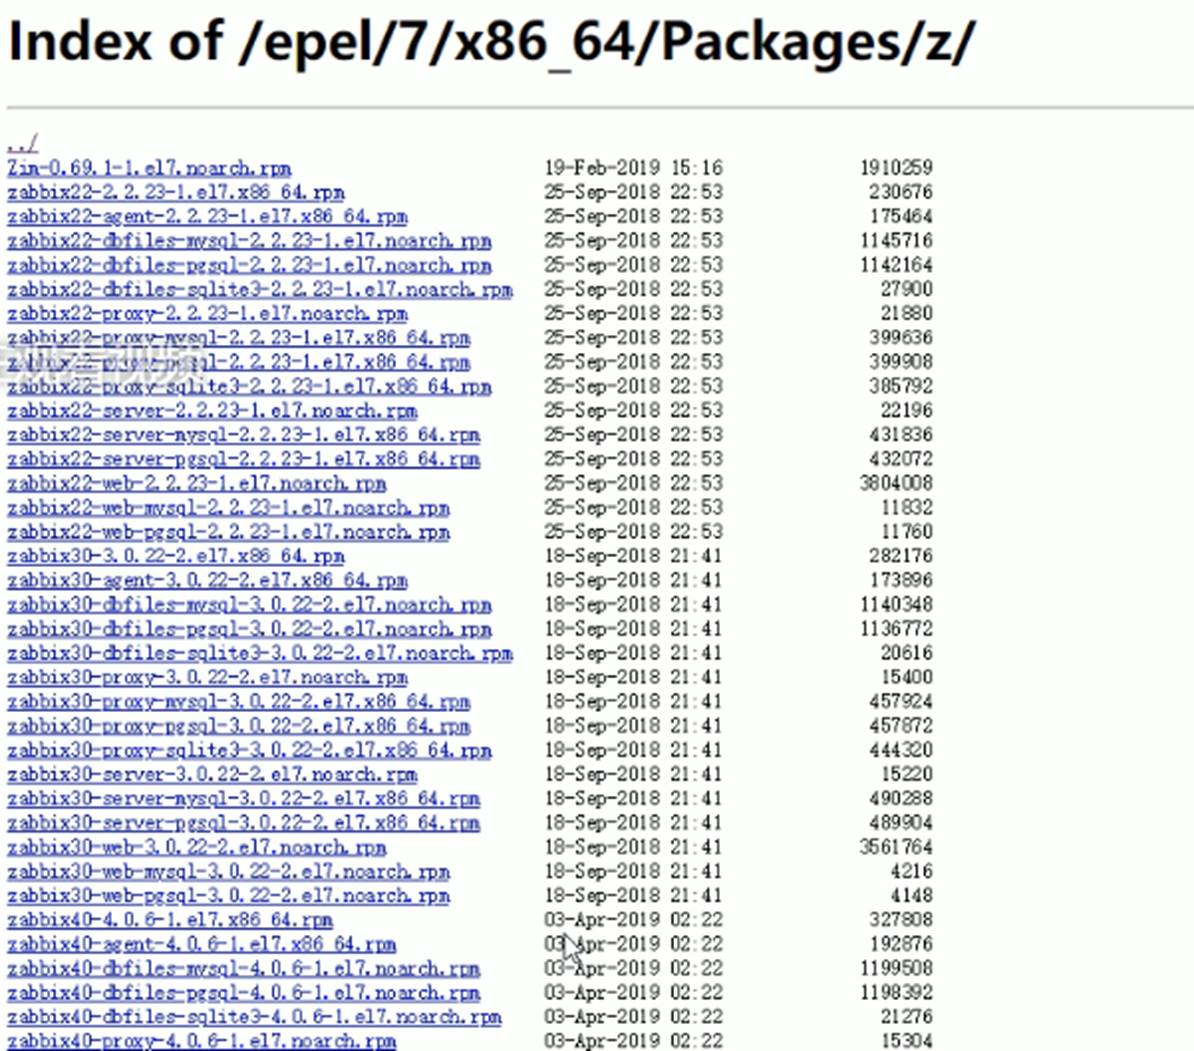 Index of /epel/7/x86_64/Packages/z/
../
Zim-0.69.1-1.el7.noarch.rpm 19-Feb-2019 15:16 1910259
zabbix22-2.2.23-1.el7.x86_64.rpm 25-Sep-2018 22:53 230676
zabbix22-agent-2.2.23-1.el7.x86_64.rpm 25-Sep-2018 22:53 175464
zabbix22-dbfiles-mysql-2.2.23-1.el7.noarch.rpm 25-Sep-2018 22:53 1145716
zabbix22-dbfiles-pgsql-2.2.23-1.el7.noarch.rpm 25-Sep-2018 22:53 1142164
zabbix22-dbfiles-sqlite3-2.2.23-1.el7.noarch.rpm 25-Sep-2018 22:53 27900
zabbix22-proxy-2.2.23-1.el7.noarch.rpm 25-Sep-2018 22:53 21880
zabbix22-proxy-mysql-2.2.23-1.el7.x86_64.rpm 25-Sep-2018 22:53 399636
zabbix22-proxy-pgsql-2.2.23-1.el7.x86_64.rpm 25-Sep-2018 22:53 399908
zabbix22-proxy-sqlite3-2.2.23-1.el7.x86_64.rpm 25-Sep-2018 22:53 385792
zabbix22-server-2.2.23-1.el7.noarch.rpm 25-Sep-2018 22:53 22196
zabbix22-server-mysql-2.2.23-1.el7.x86_64.rpm 25-Sep-2018 22:53 431836
zabbix22-server-pgsql-2.2.23-1.el7.x86_64.rpm 25-Sep-2018 22:53 432072
zabbix22-web-2.2.23-1.el7.noarch.rpm 25-Sep-2018 22:53 3804008
zabbix22-web-mysql-2.2.23-1.el7.noarch.rpm 25-Sep-2018 22:53 11832
zabbix22-web-pgsql-2.2.23-1.el7.noarch.rpm 25-Sep-2018 22:53 11760
zabbix30-3.0.22-2.el7.x86_64.rpm 18-Sep-2018 21:41 282176
zabbix30-agent-3.0.22-2.el7.x86_64.rpm 18-Sep-2018 21:41 173896
zabbix30-dbfiles-mysql-3.0.22-2.el7.noarch.rpm 18-Sep-2018 21:41 1140348
zabbix30-dbfiles-pgsql-3.0.22-2.el7.noarch.rpm 18-Sep-2018 21:41 1136772
zabbix30-dbfiles-sqlite3-3.0.22-2.el7.noarch.rpm 18-Sep-2018 21:41 20616
zabbix30-proxy-3.0.22-2.el7.noarch.rpm 18-Sep-2018 21:41 15400
zabbix30-proxy-mysql-3.0.22-2.el7.x86_64.rpm 18-Sep-2018 21:41 457924
zabbix30-proxy-pgsql-3.0.22-2.el7.x86_64.rpm 18-Sep-2018 21:41 457872
zabbix30-proxy-sqlite3-3.0.22-2.el7.x86_64.rpm 18-Sep-2018 21:41 444320
zabbix30-server-3.0.22-2.el7.noarch.rpm 18-Sep-2018 21:41 15220
zabbix30-server-mysql-3.0.22-2.el7.x86_64.rpm 18-Sep-2018 21:41 490288
zabbix30-server-pgsql-3.0.22-2.el7.x86_64.rpm 18-Sep-2018 21:41 489904
zabbix30-web-3.0.22-2.el7.noarch.rpm 18-Sep-2018 21:41 3561764
zabbix30-web-mysql-3.0.22-2.el7.noarch.rpm 18-Sep-2018 21:41 4216
zabbix30-web-pgsql-3.0.22-2.el7.noarch.rpm 18-Sep-2018 21:41 4148
zabbix40-4.0.6-1.el7.x86_64.rpm 03-Apr-2019 02:22 327808
zabbix40-agent-4.0.6-1.el7.x86_64.rpm 03-Apr-2019 02:22 192876
zabbix40-dbfiles-mysql-4.0.6-1.el7.noarch.rpm 03-Apr-2019 02:22 1199508
zabbix40-dbfiles-pgsql-4.0.6-1.el7.noarch.rpm 03-Apr-2019 02:22 1198392
zabbix40-dbfiles-sqlite3-4.0.6-1.el7.noarch.rpm 03-Apr-2019 02:22 21276
zabbix40-proxy-4.0.6-1.el7.noarch.rpm 03-Apr-2019 02:22 15304